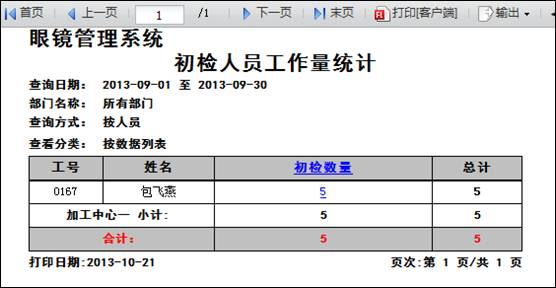 首页 上一页 1 /1 下一页 末页 打印[客户端] 输出
眼镜管理系统
初检人员工作量统计
查询日期: 2013-09-01 至 2013-09-30
部门名称: 所有部门
查询方式: 按人员
查看分类: 按数据列表
工号 姓名 初检数量 总计
0167 包飞燕 5 5
加工中心一 小计: 5 5
合计: 5 5
打印日期:2013-10-21 页次:第 1 页/共 1 页